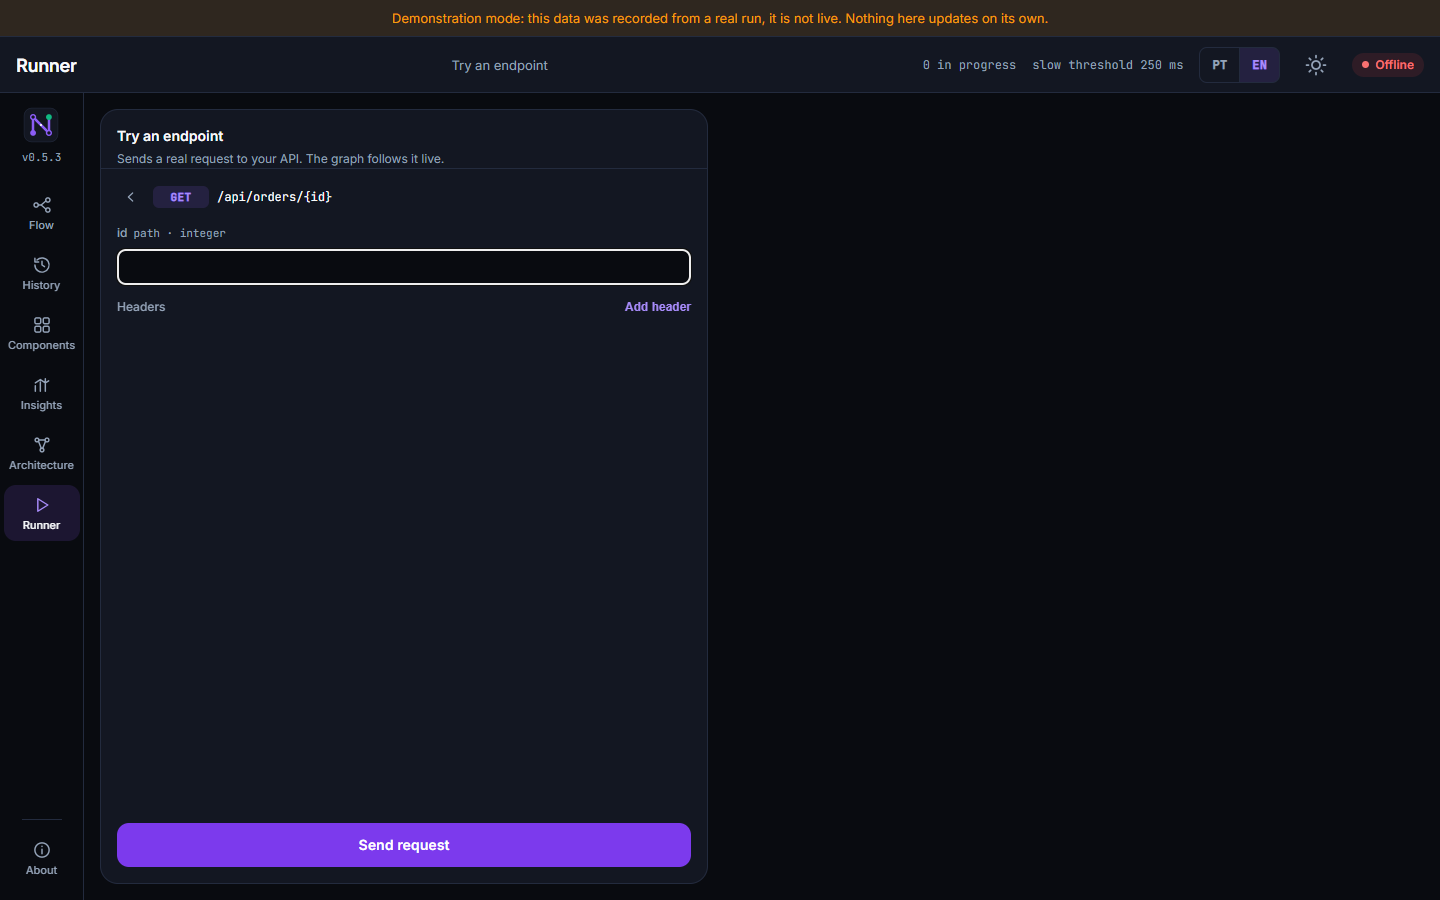 Demonstration mode: this data was recorded from a real run, it is not live. Nothing here updates on its own.
Runner
Try an endpoint
0 in progress
slow threshold 250 ms
PT
EN
Offline
v0.5.3
Flow
History
Components
Insights
Architecture
Runner
About
Try an endpoint
Sends a real request to your API. The graph follows it live.
GET /api/orders/{id}
id path · integer
Headers
Add header
Send request